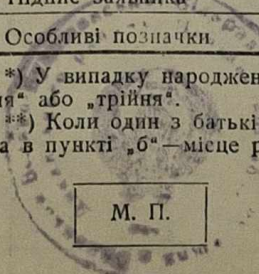 Особливі позначки
*) У випадку народжен
ня“ або „трійня“.
**) Коли один з батькі
а в пункті „б“—місце р
М. П.